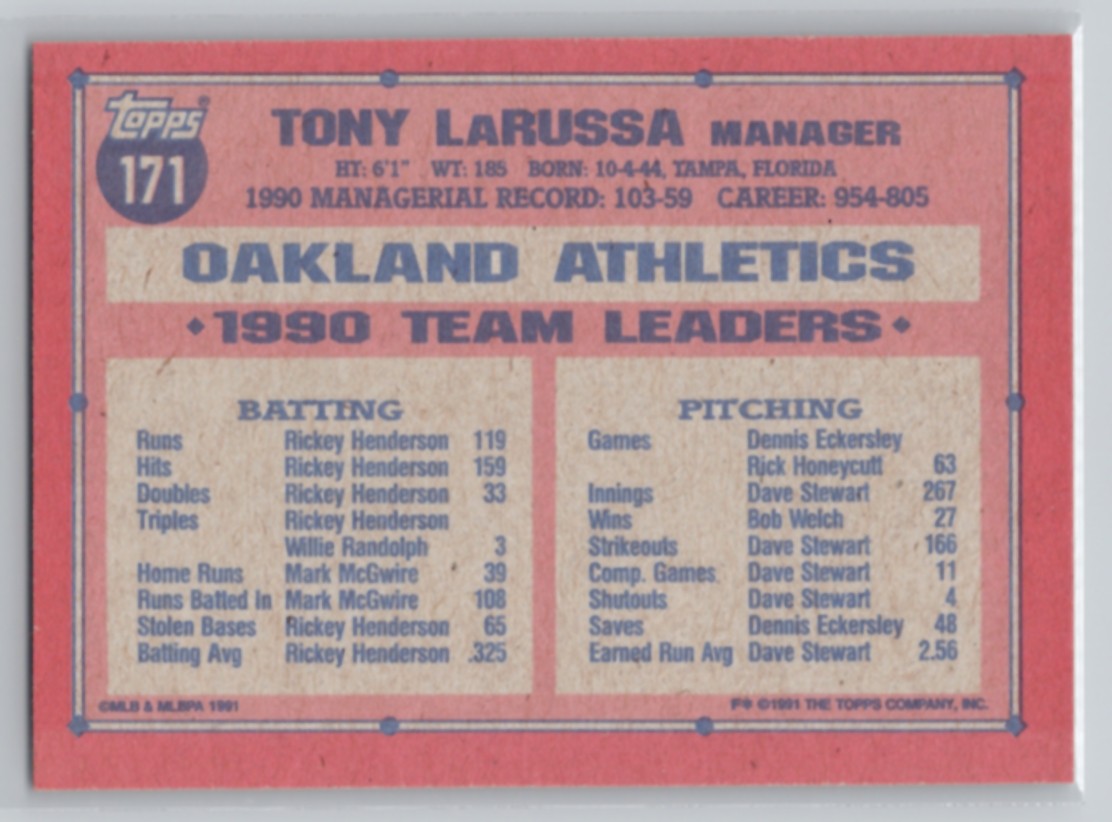 Topps®
171
TONY LaRUSSA MANAGER
HT: 6'1" WT: 185 BORN: 10-4-44, TAMPA, FLORIDA
1990 MANAGERIAL RECORD: 103-59 CAREER: 954-805
OAKLAND ATHLETICS
♦1990 TEAM LEADERS♦
BATTING
Runs Rickey Henderson 119
Hits Rickey Henderson 159
Doubles Rickey Henderson 33
Triples Rickey Henderson
Willie Randolph 3
Home Runs Mark McGwire 39
Runs Batted In Mark McGwire 108
Stolen Bases Rickey Henderson 65
Batting Avg Rickey Henderson .325
PITCHING
Games Dennis Eckersley
Rick Honeycutt 63
Innings Dave Stewart 267
Wins Bob Welch 27
Strikeouts Dave Stewart 166
Comp. Games Dave Stewart 11
Shutouts Dave Stewart 4
Saves Dennis Eckersley 48
Earned Run Avg Dave Stewart 2.56
©MLB & MLBPA 1991
F* ©1991 THE TOPPS COMPANY, INC.